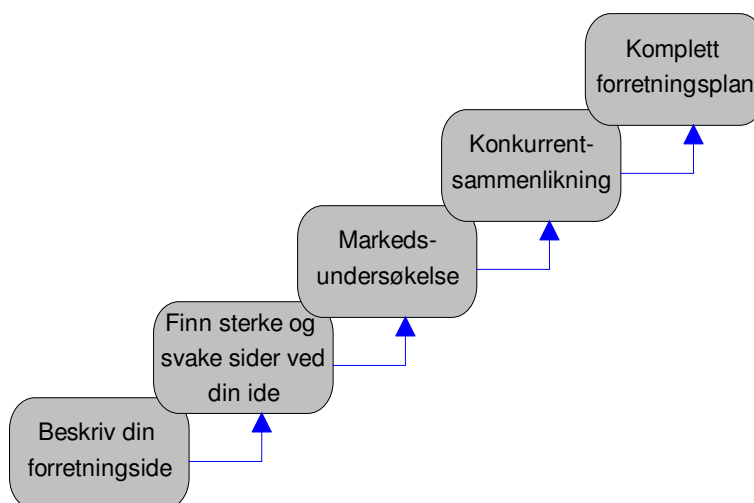 Komplett
forretningsplan
Konkurrent-
sammenlikning
Markeds-
undersøkelse
Finn sterke og
svake sider ved
din ide
Beskriv din
forretningside